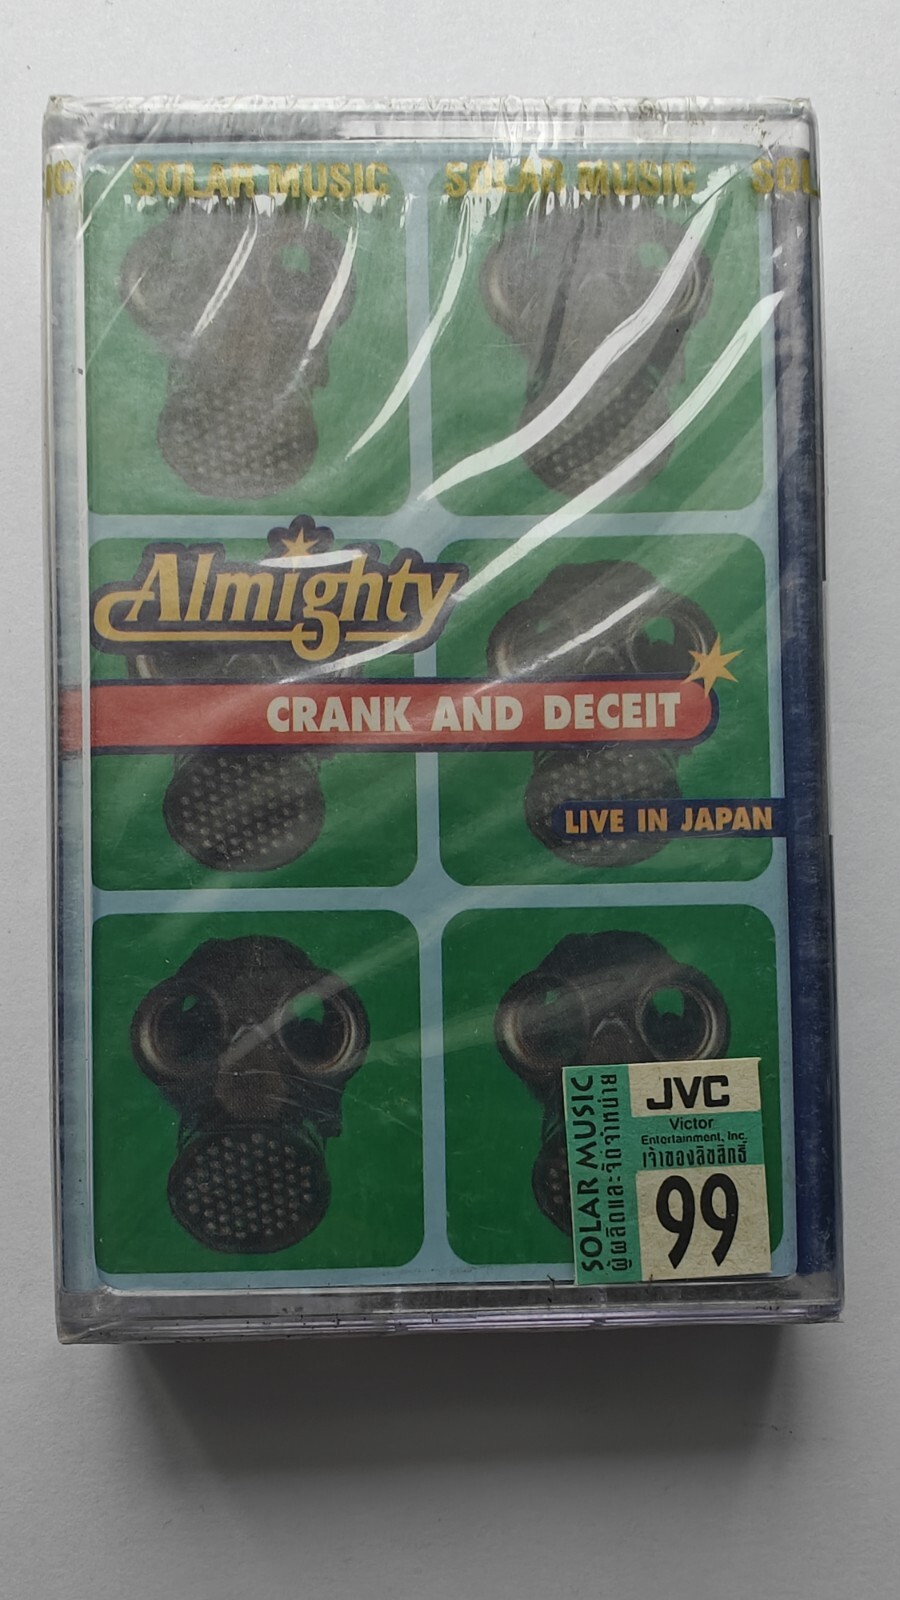 IC SOLAR MUSIC SOLAR MUSIC SOL
Almighty
CRANK AND DECEIT
LIVE IN JAPAN
SOLAR MUSIC
ผู้ผลิตและจัดจำหน่าย
JVC
Victor
Entertainment, Inc.
เจ้าของลิขสิทธิ์
99